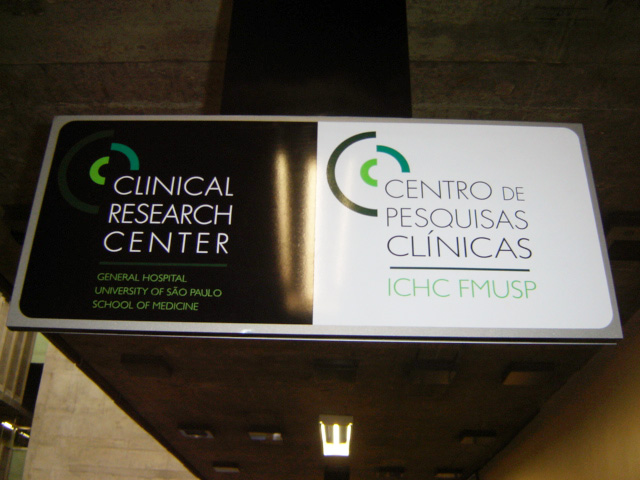 CLINICAL
RESEARCH
CENTER
GENERAL HOSPITAL
UNIVERSITY OF SÃO PAULO
SCHOOL OF MEDICINE
CENTRO DE
PESQUISAS
CLÍNICAS
ICHC FMUSP